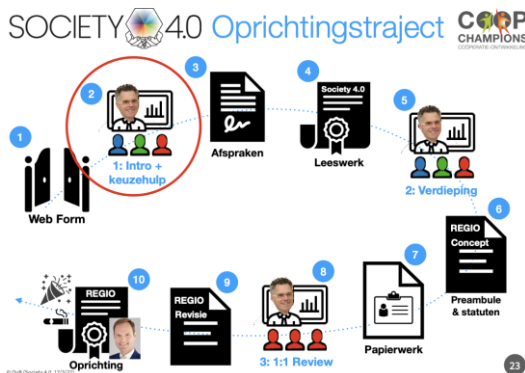 SOCIETY 4.0 Oprichtingstraject
COOP
CHAMPIONS
COÖPERATIE ONTWIKKELING
1
Web Form
2
1: Intro +
keuzehulp
3
Afspraken
4
Society 4.0
Leeswerk
5
2: Verdieping
6
REGIO
Concept
Preambule
& statuten
7
Papierwerk
8
3: 1:1 Review
9
REGIO
Revisie
10
REGIO
Oprichting
23